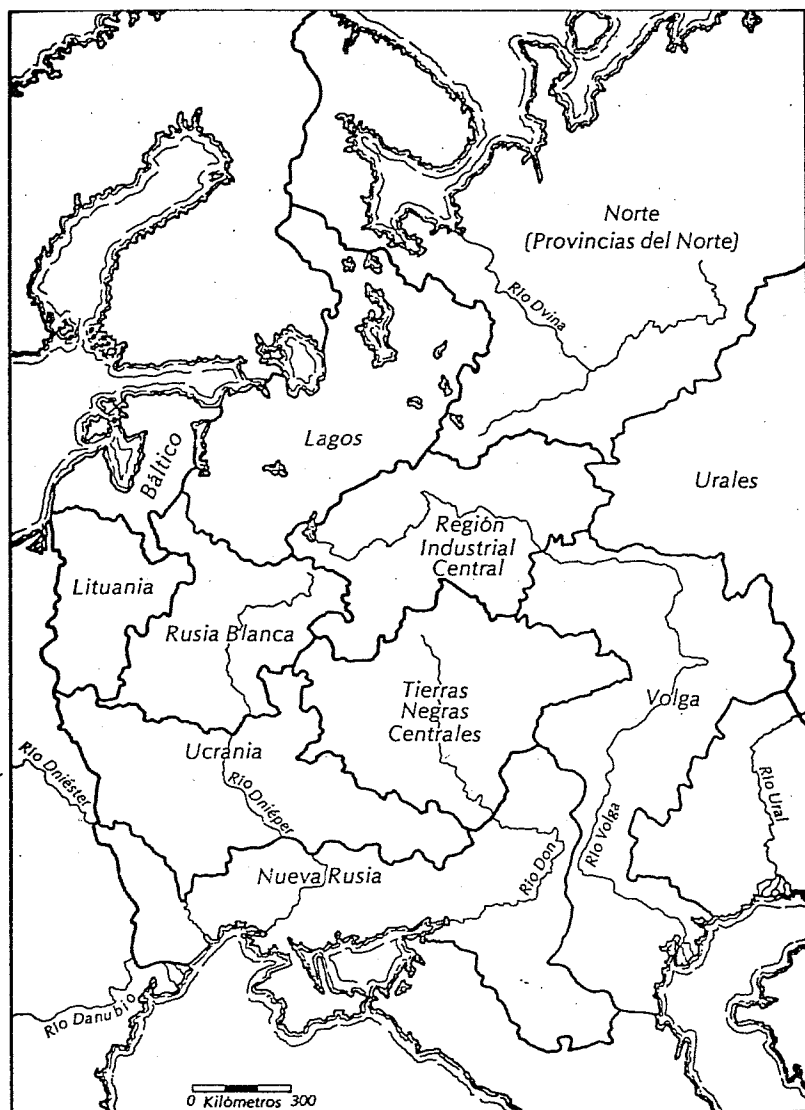 Norte
(Provincias del Norte)
Río Dvina
Lagos
Báltico
Urales
Región
Industrial
Central
Lituania
Rusia Blanca
Tierras
Negras
Centrales
Volga
Ucrania
Río Dniéster
Río Dniéper
Río Ural
Río Volga
Río Don
Nueva Rusia
Río Danubio
0 Kilómetros 300